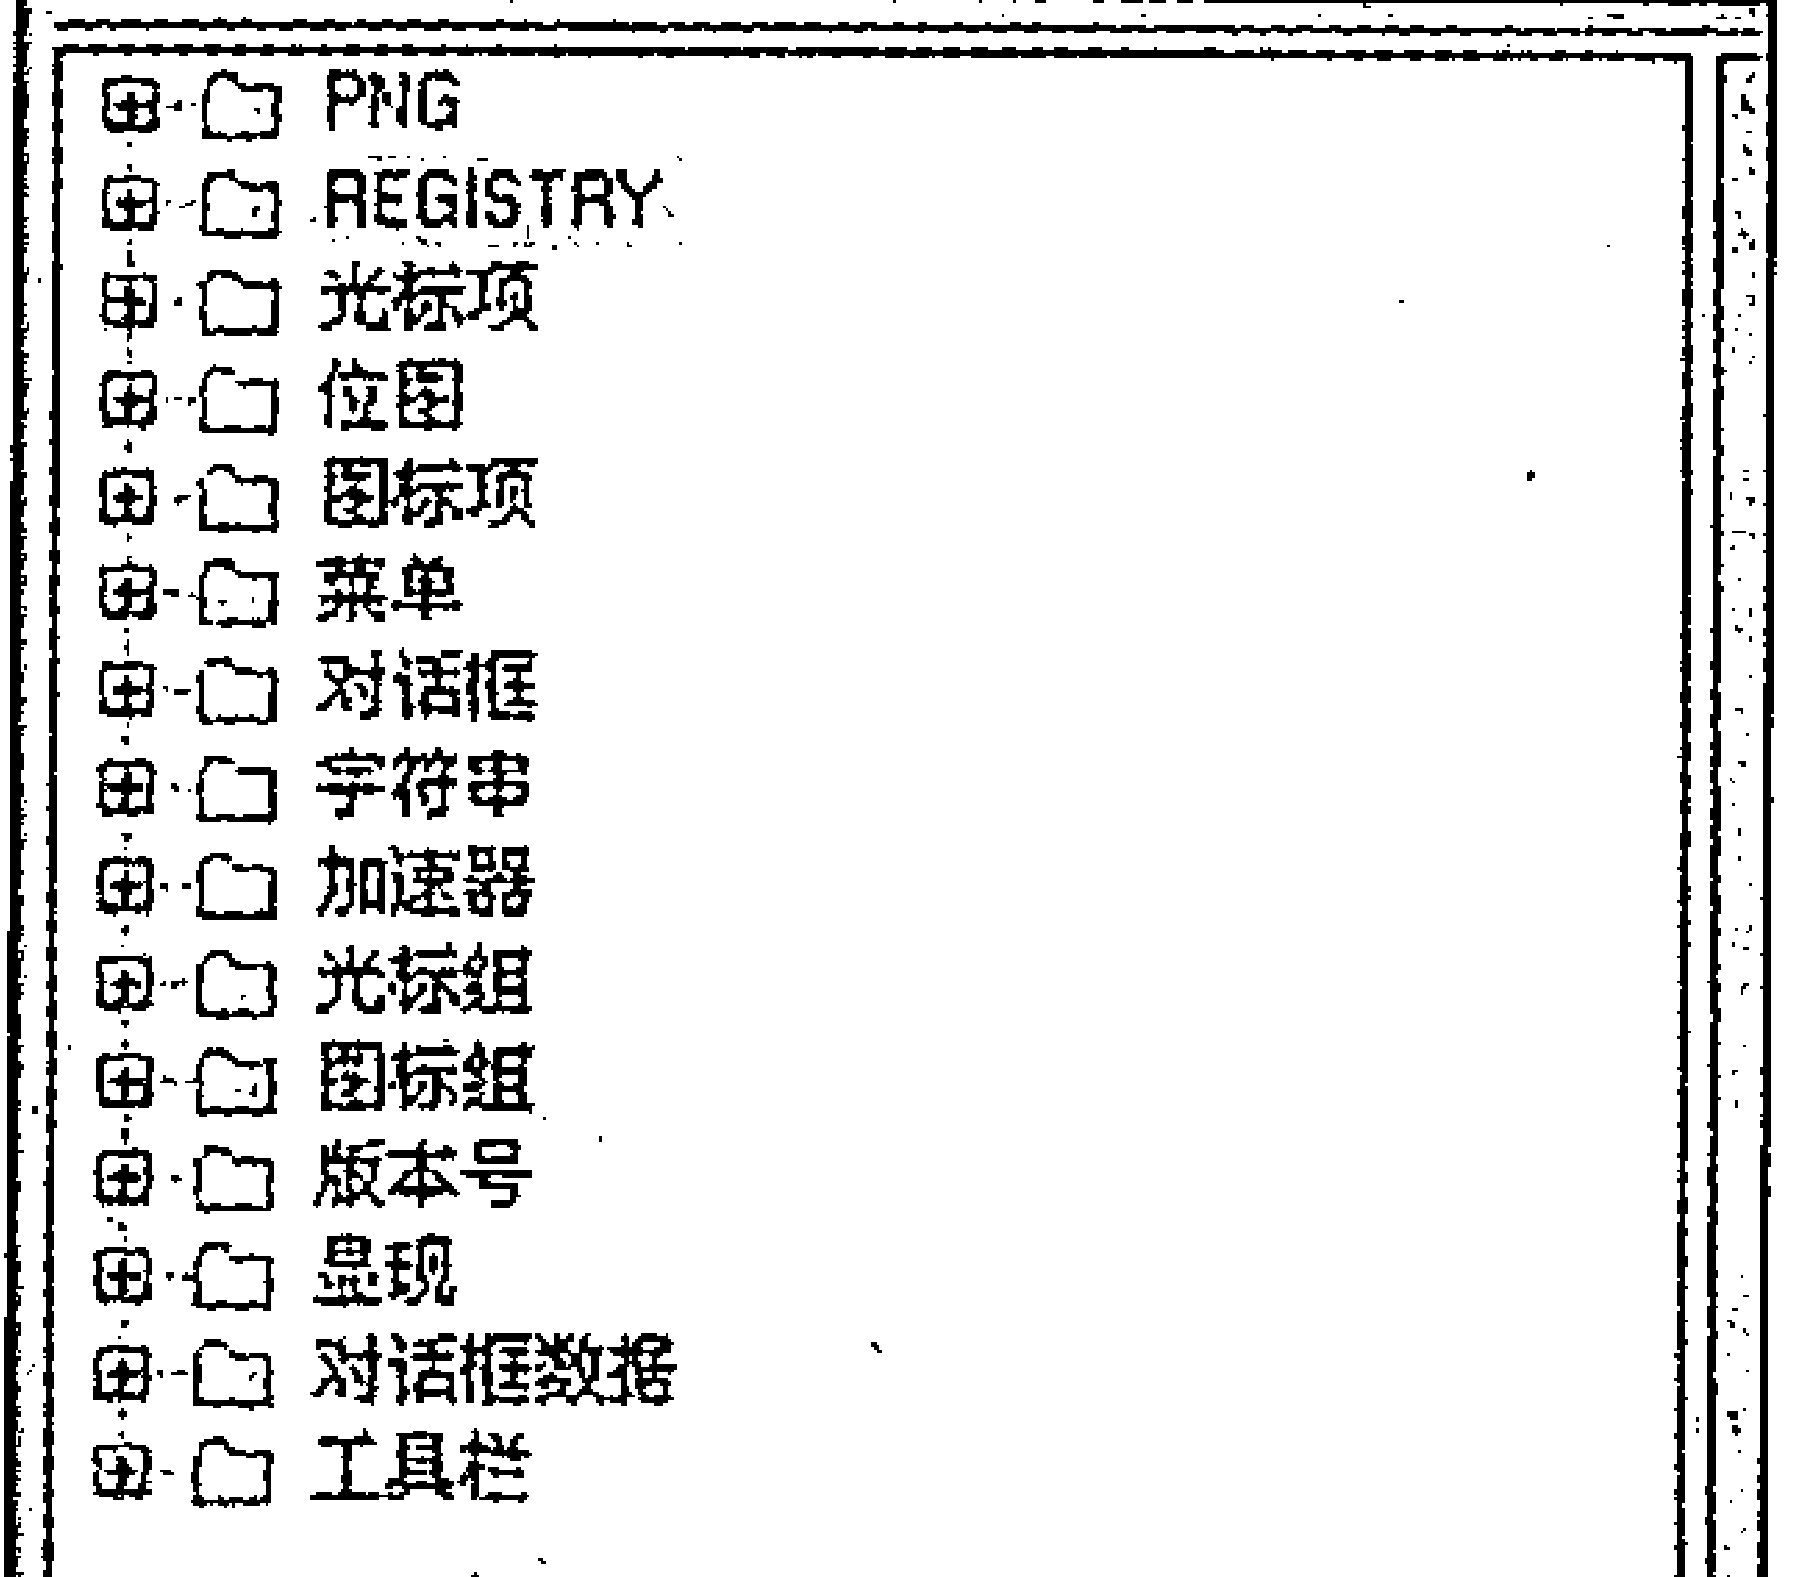 PNG
REGISTRY
光标项
位图
图标项
菜单
对话框
字符串
加速器
光标组
图标组
版本号
显现
对话框数据
工具栏